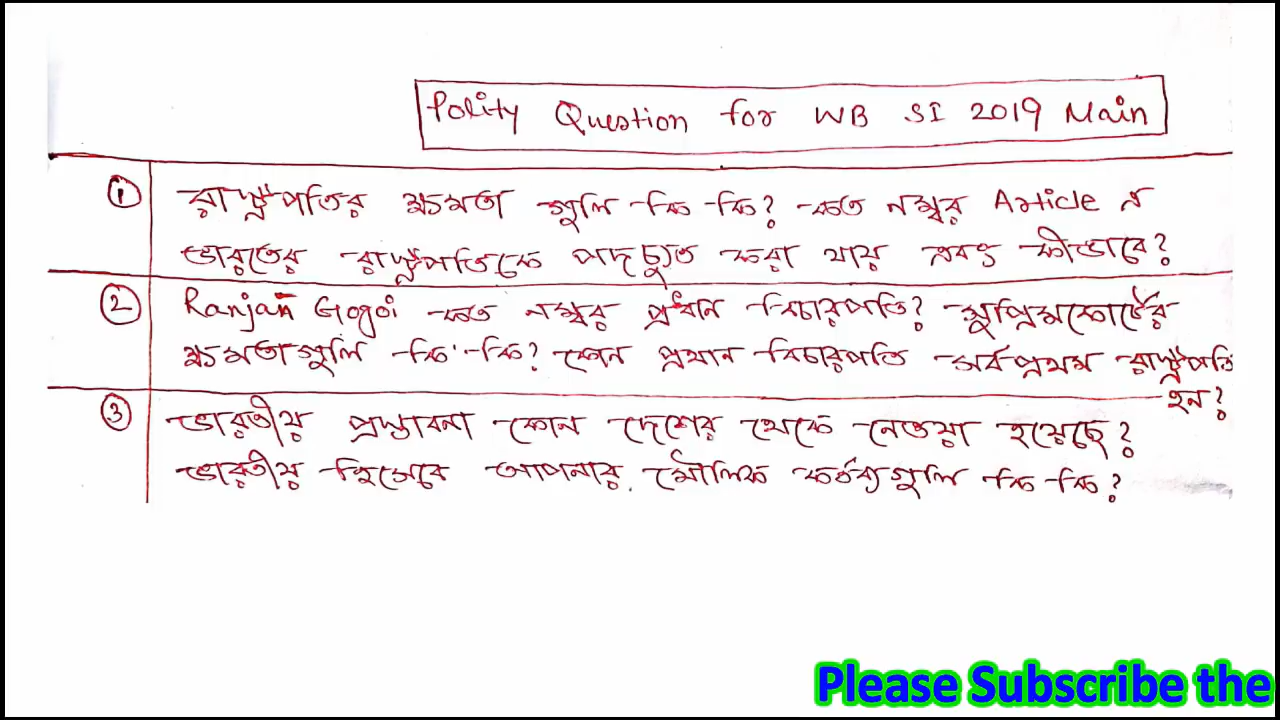 Polity Question for WB SI 2019 Main
① রাষ্ট্রপতির ক্ষমতা গুলি কি-কি? কত নম্বর Article এ
ভারতের রাষ্ট্রপতিকে পদচ্যুত করা যায় এবং কীভাবে?
② Ranjan Gogoi কত নম্বর প্রধান বিচারপতি? সুপ্রিমকোর্টের
ক্ষমতাগুলি কি-কি? কোন প্রধান বিচারপতি সর্বপ্রথম রাষ্ট্রপতি
হন?
③ ভারতীয় প্রস্তাবনা কোন দেশের থেকে নেওয়া হয়েছে?
ভারতীয় হিসেবে আপনার মৌলিক কর্তব্যগুলি কি-কি?
Please Subscribe the